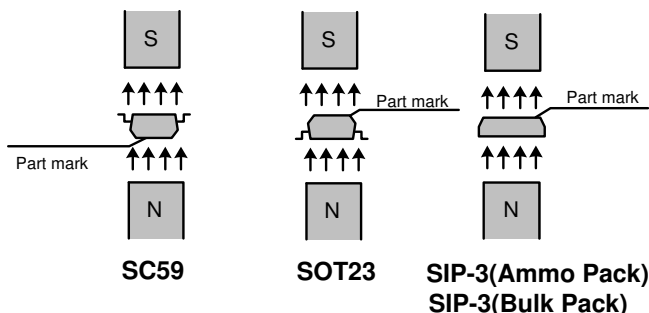 S S S
Part mark Part mark
Part mark
N N N
SC59 SOT23 SIP-3(Ammo Pack)
SIP-3(Bulk Pack)